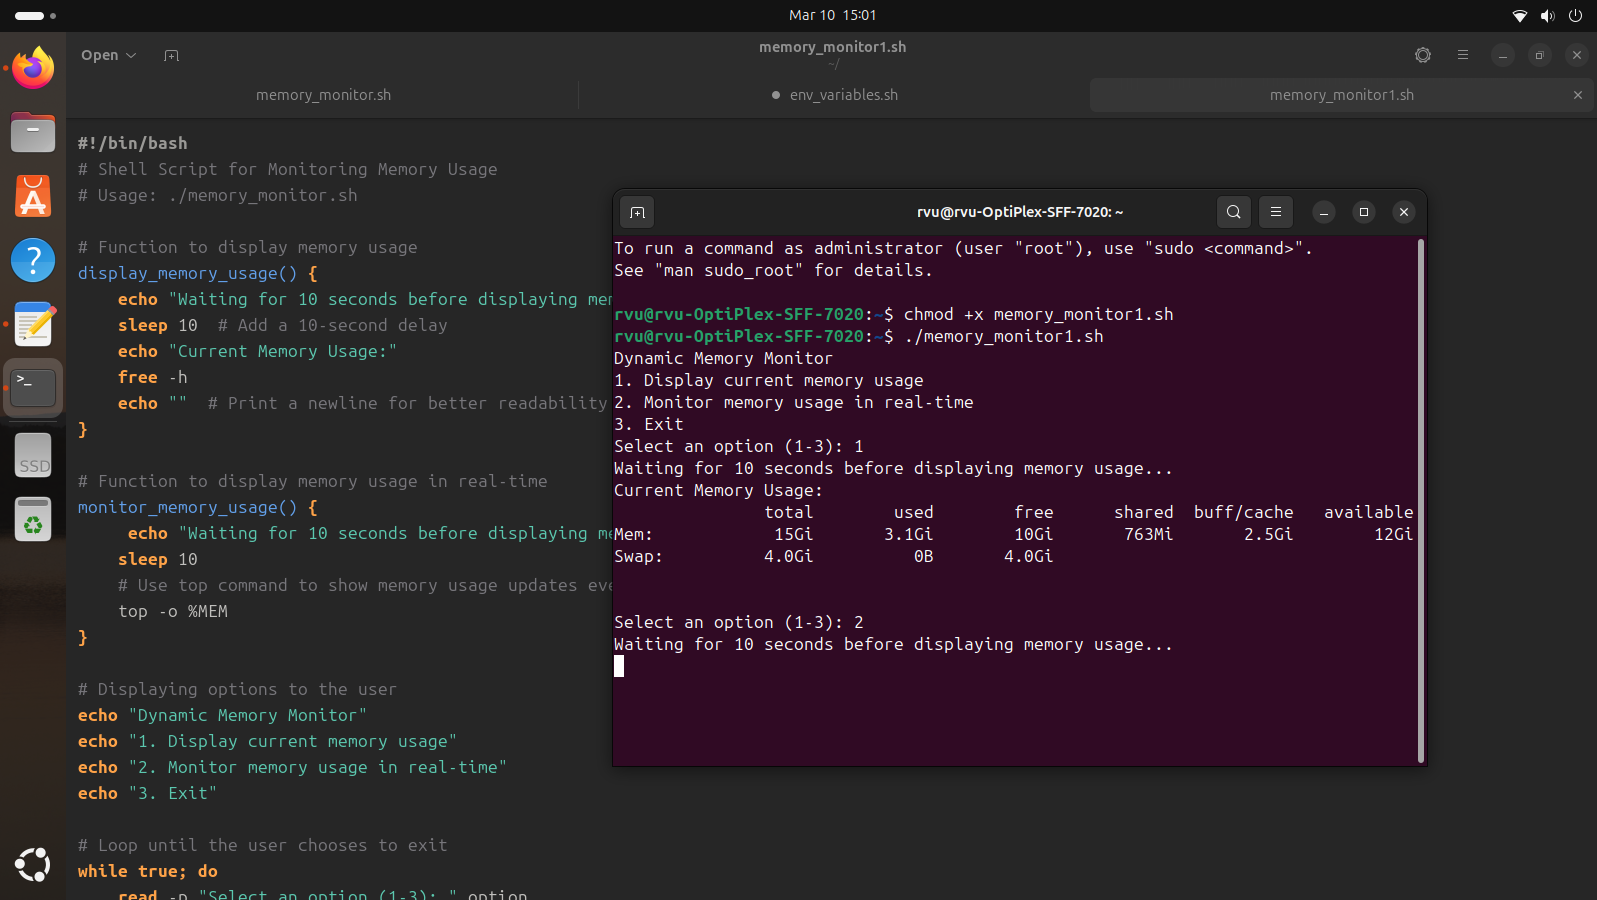 Mar 10 15:01
Open
memory_monitor1.sh
~/
memory_monitor.sh
env_variables.sh
memory_monitor1.sh
#!/bin/bash
# Shell Script for Monitoring Memory Usage
# Usage: ./memory_monitor.sh
# Function to display memory usage
display_memory_usage() {
echo "Waiting for 10 seconds before displaying mem
sleep 10 # Add a 10-second delay
echo "Current Memory Usage:"
free -h
echo "" # Print a newline for better readability
}
# Function to display memory usage in real-time
monitor_memory_usage() {
echo "Waiting for 10 seconds before displaying me
sleep 10
# Use top command to show memory usage updates eve
top -o %MEM
}
# Displaying options to the user
echo "Dynamic Memory Monitor"
echo "1. Display current memory usage"
echo "2. Monitor memory usage in real-time"
echo "3. Exit"
# Loop until the user chooses to exit
while true; do
read -p "Select an option (1-3): " option
rvu@rvu-OptiPlex-SFF-7020: ~
To run a command as administrator (user "root"), use "sudo <command>".
See "man sudo_root" for details.
rvu@rvu-OptiPlex-SFF-7020:~$ chmod +x memory_monitor1.sh
rvu@rvu-OptiPlex-SFF-7020:~$ ./memory_monitor1.sh
Dynamic Memory Monitor
1. Display current memory usage
2. Monitor memory usage in real-time
3. Exit
Select an option (1-3): 1
Waiting for 10 seconds before displaying memory usage...
Current Memory Usage:
total used free shared buff/cache available
Mem: 15Gi 3.1Gi 10Gi 763Mi 2.5Gi 12Gi
Swap: 4.0Gi 0B 4.0Gi
Select an option (1-3): 2
Waiting for 10 seconds before displaying memory usage...
SSD